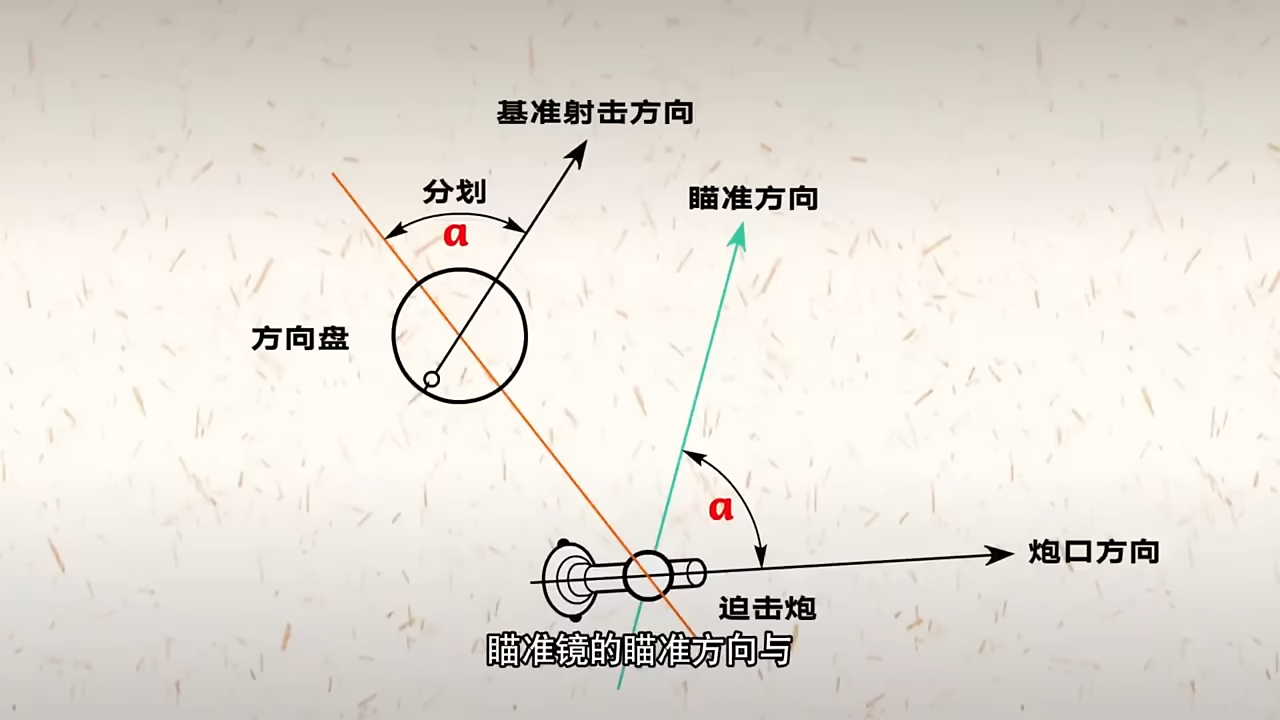 基准射击方向
分划
α
瞄准方向
方向盘
α
炮口方向
迫击炮
瞄准镜的瞄准方向与